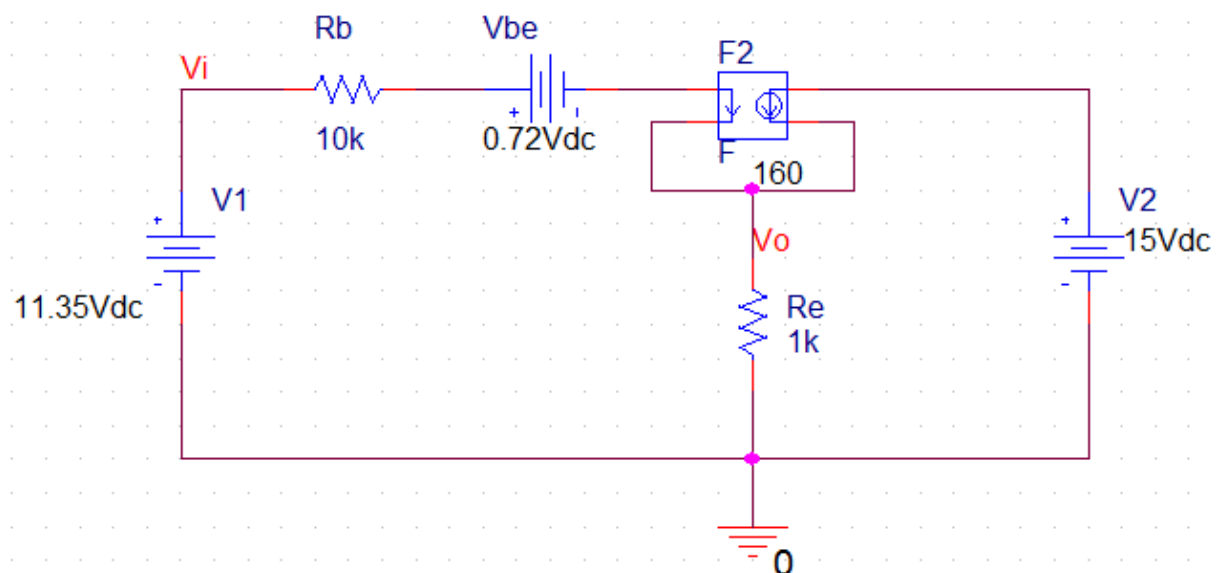 Rb
Vbe
F2
Vi
10k
+
-
0.72Vdc
F
160
+
V1
-
11.35Vdc
Vo
+
V2
15Vdc
-
Re
1k
0